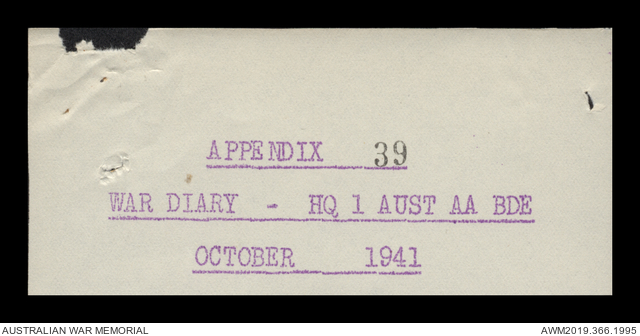 APPENDIX 39
WAR DIARY - HQ 1 AUST AA BDE
OCTOBER 1941
AUSTRALIAN WAR MEMORIAL AWM2019.366.1995